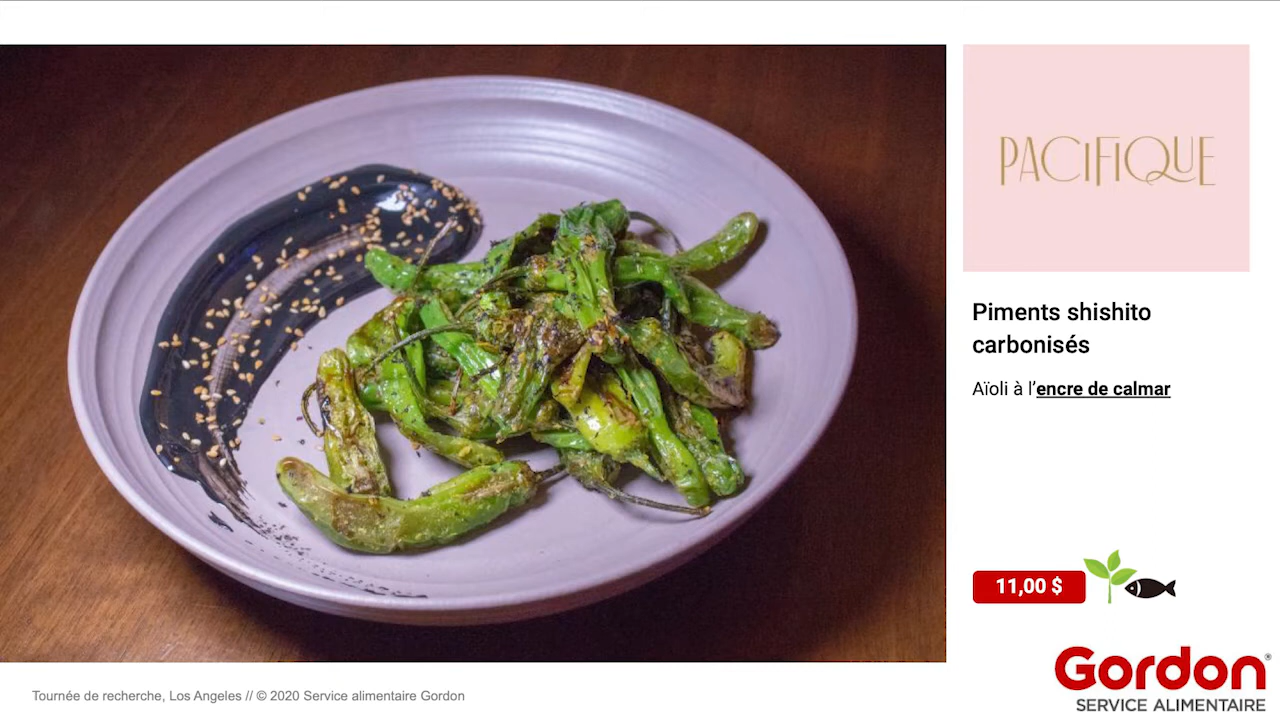 PACIFIQUE
Piments shishito
carbonisés
Aïoli à l'encre de calmar
11,00 $
Gordon®
SERVICE ALIMENTAIRE
Tournée de recherche, Los Angeles // © 2020 Service alimentaire Gordon